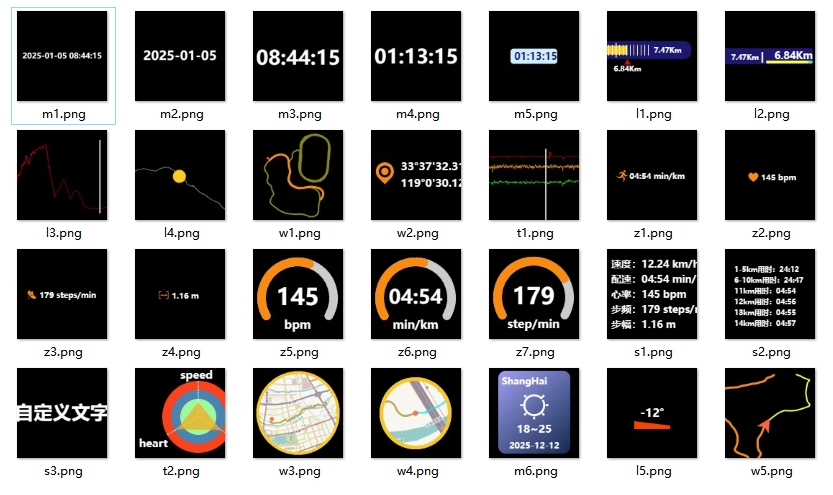 2025-01-05 08:44:15
2025-01-05
08:44:15
01:13:15
01:13:15
7.47Km
6.84Km
7.47Km
6.84Km
m1.png
m2.png
m3.png
m4.png
m5.png
l1.png
l2.png
33°37'32.31
119°0'30.12
04:54 min/km
145 bpm
l3.png
l4.png
w1.png
w2.png
t1.png
z1.png
z2.png
179 steps/min
1.16 m
145
bpm
04:54
min/km
179
step/min
速度：12.24 km/h
配速：04:54 min/
心率：145 bpm
步频：179 steps/
步幅：1.16 m
1-5km用时：24:12
6-10km用时：24:47
11km用时：04:54
12km用时：04:56
13km用时：04:55
14km用时：04:57
z3.png
z4.png
z5.png
z6.png
z7.png
s1.png
s2.png
自定义文字
speed
heart
ShangHai
18~25
2025-12-12
-12°
s3.png
t2.png
w3.png
w4.png
m6.png
l5.png
w5.png